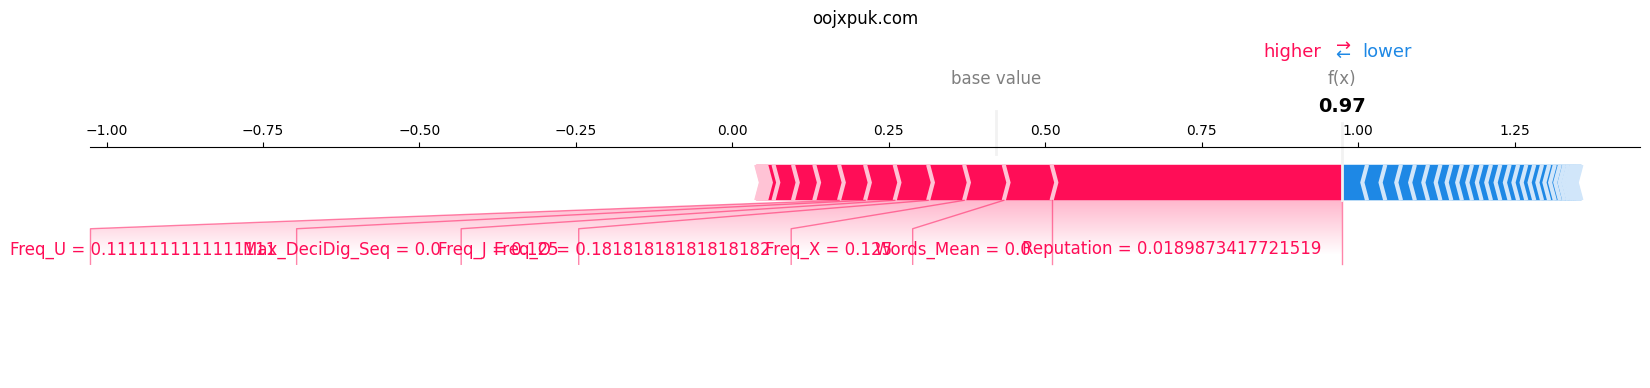 oojxpuk.com
higher ⇄ lower
base value f(x)
0.97
−1.00 −0.75 −0.50 −0.25 0.00 0.25 0.50 0.75 1.00 1.25
Freq_U = 0.1111111111111111 Max_DeciDig_Seq = 0.0 Freq_J = 0.125 Freq_O = 0.18181818181818182 Freq_X = 0.125 Words_Mean = 0.0 Reputation = 0.0189873417721519